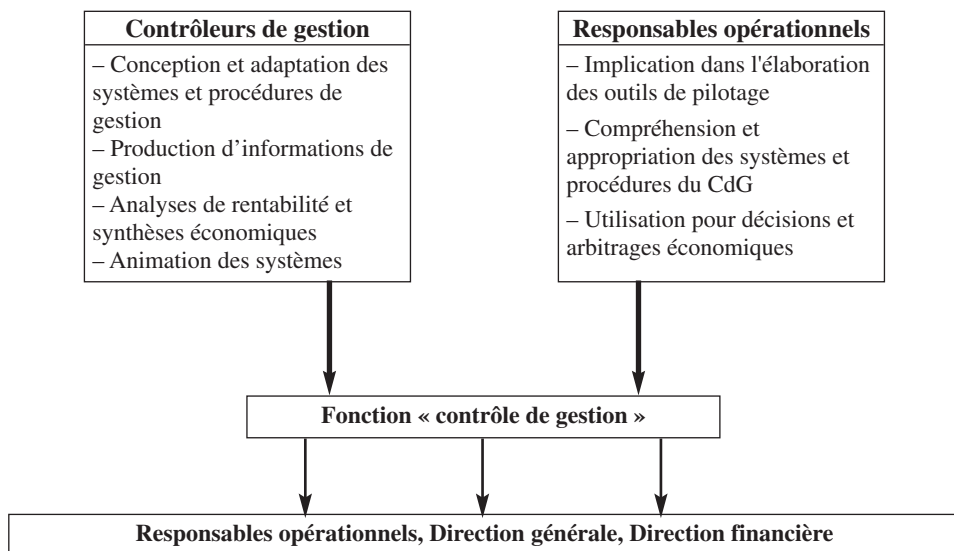 Contrôleurs de gestion
– Conception et adaptation des
systèmes et procédures de
gestion
– Production d’informations de
gestion
– Analyses de rentabilité et
synthèses économiques
– Animation des systèmes
Responsables opérationnels
– Implication dans l'élaboration
des outils de pilotage
– Compréhension et
appropriation des systèmes et
procédures du CdG
– Utilisation pour décisions et
arbitrages économiques
Fonction « contrôle de gestion »
Responsables opérationnels, Direction générale, Direction financière